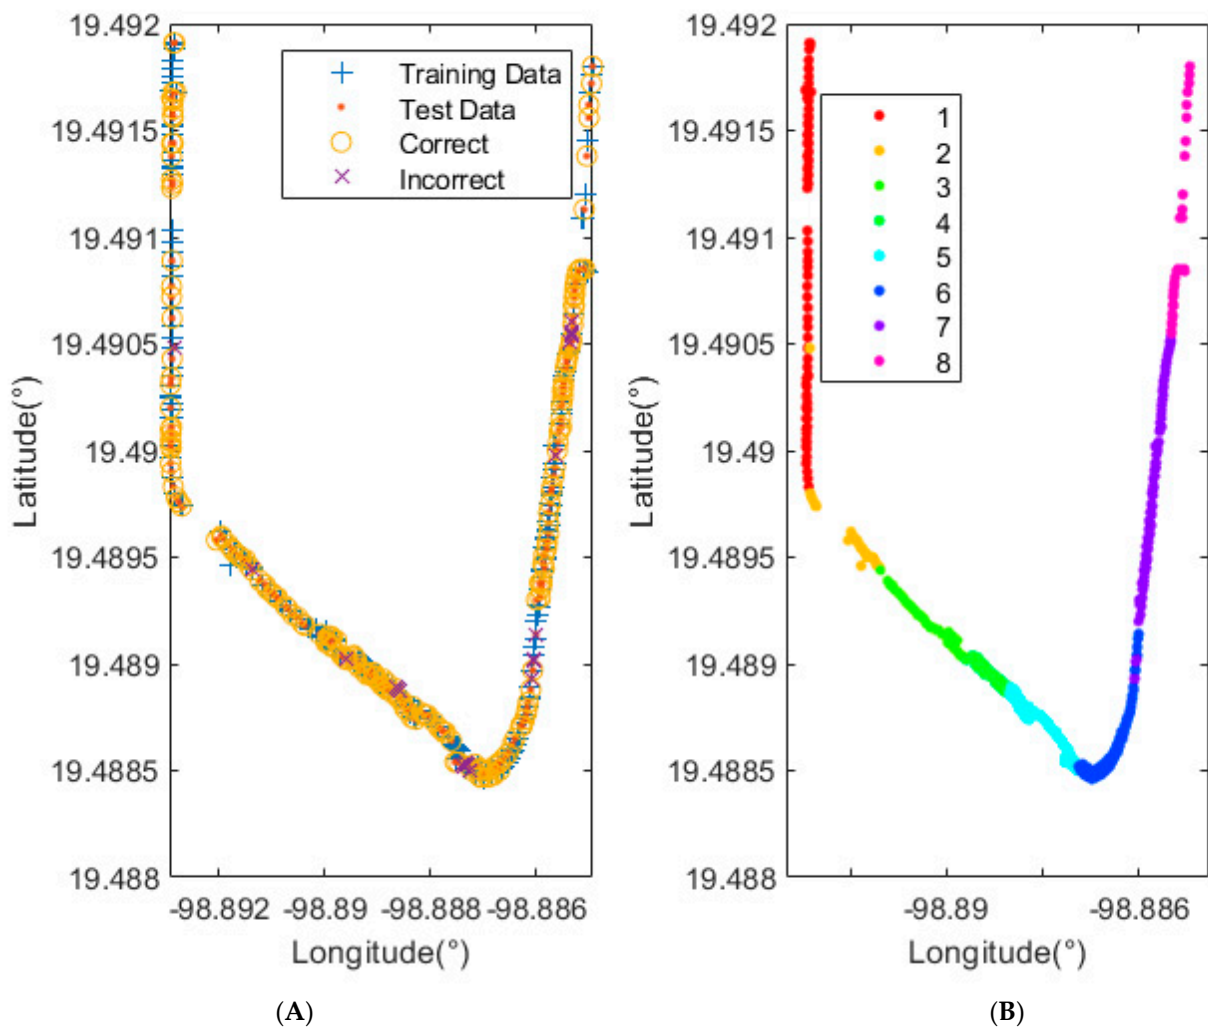 19.492
19.4915
19.491
19.4905
19.49
19.4895
19.489
19.4885
19.488
Latitude(°)
-98.892 -98.89 -98.888 -98.886
Longitude(°)
Training Data
Test Data
Correct
Incorrect
(A)
19.492
19.4915
19.491
19.4905
19.49
19.4895
19.489
19.4885
19.488
Latitude(°)
-98.89 -98.886
Longitude(°)
1
2
3
4
5
6
7
8
(B)